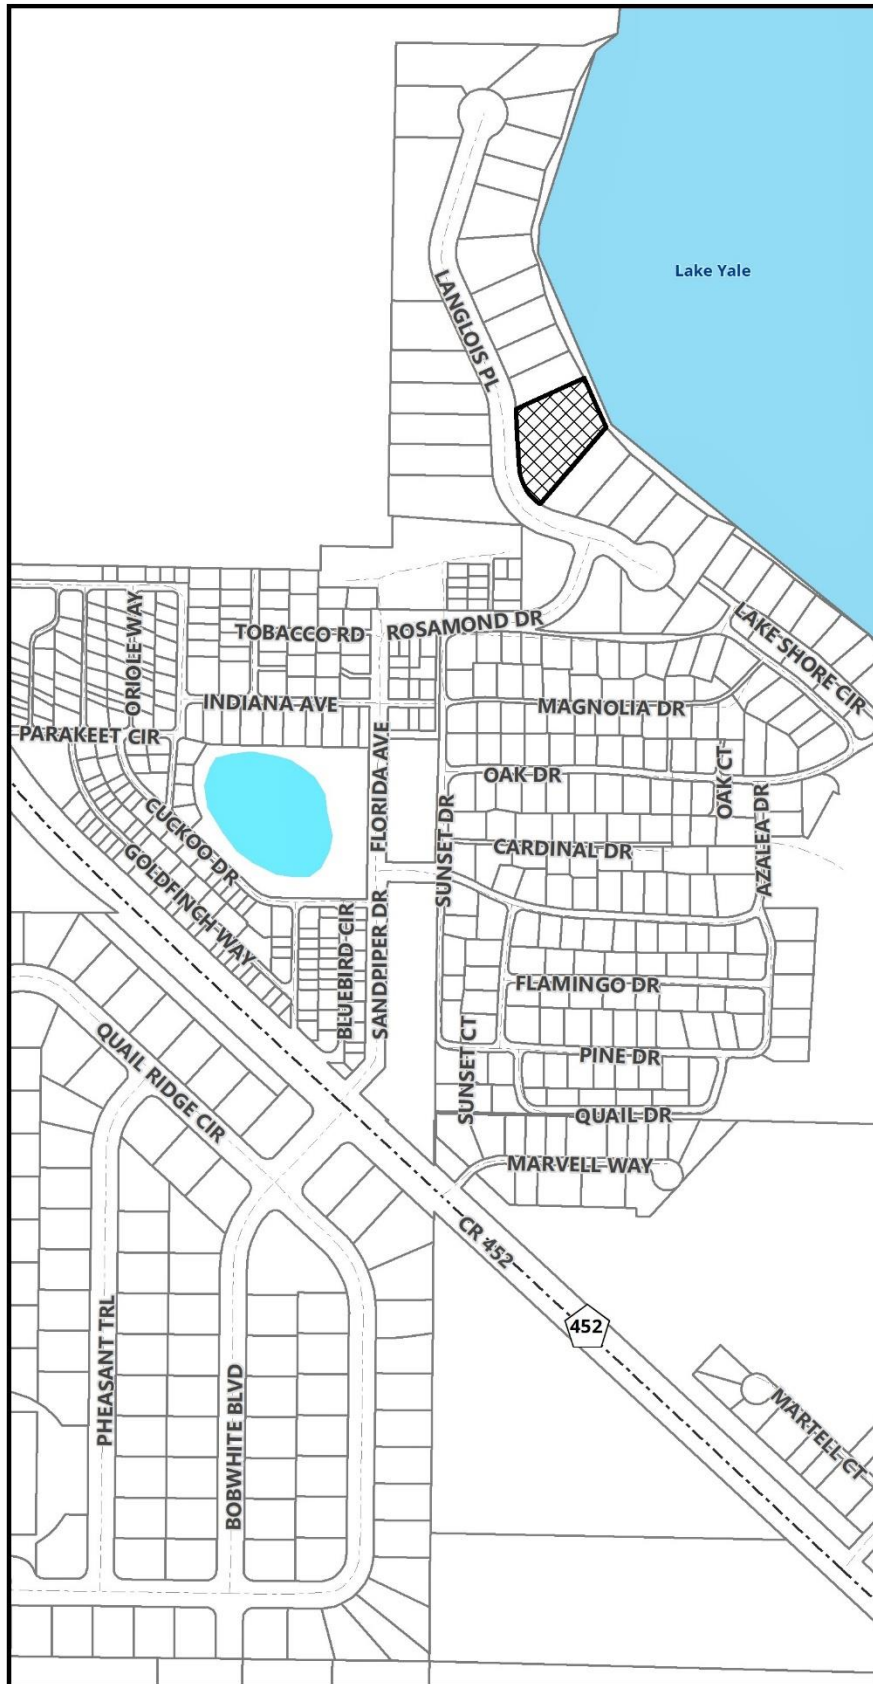 Lake Yale
LANGLOIS PL
ORIOLE WAY
TOBACCO RD
ROSAMOND DR
LAKE SHORE CIR
INDIANA AVE
MAGNOLIA DR
PARAKEET CIR
FLORIDA AVE
OAK DR
OAK CT
CUCKOO DR
SUNSET DR
AZALEA DR
GOLDFINCH WAY
CARDINAL DR
BLUEBIRD CIR
SANDPIPER DR
FLAMINGO DR
QUAIL RIDGE CIR
SUNSET CT
PINE DR
QUAIL DR
MARVELL WAY
CR 452
452
PHEASANT TRL
BOBWHITE BLVD
MARTELL CT